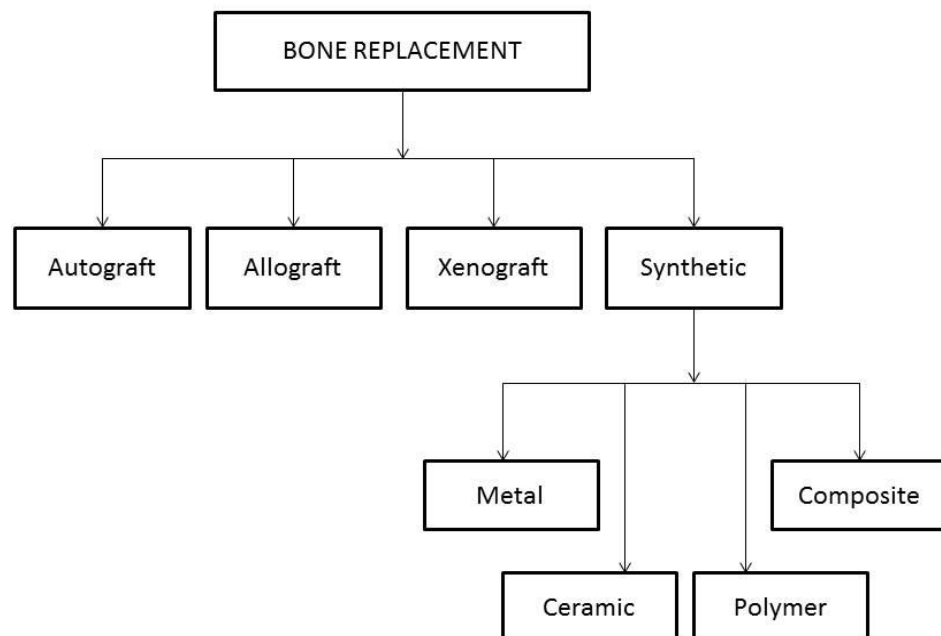 BONE REPLACEMENT
Autograft
Allograft
Xenograft
Synthetic
Metal
Composite
Ceramic
Polymer